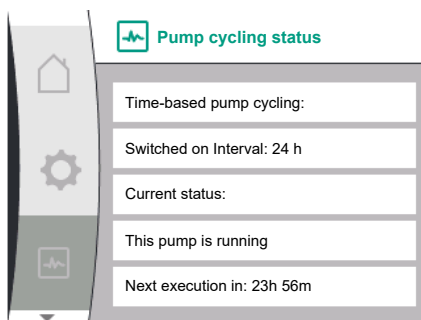 Pump cycling status
Time-based pump cycling:
Switched on Interval: 24 h
Current status:
This pump is running
Next execution in: 23h 56m